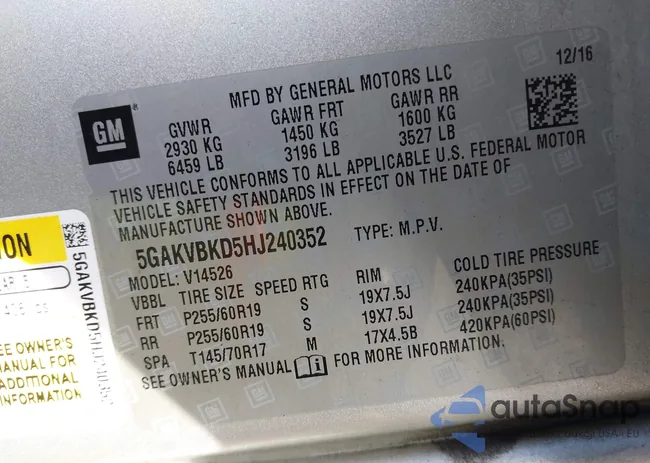 12/16
MFD BY GENERAL MOTORS LLC
GM
GVWR GAWR FRT GAWR RR
2930 KG 1450 KG 1600 KG
6459 LB 3196 LB 3527 LB
THIS VEHICLE CONFORMS TO ALL APPLICABLE U.S. FEDERAL MOTOR
VEHICLE SAFETY STANDARDS IN EFFECT ON THE DATE OF
MANUFACTURE SHOWN ABOVE.
5GAKVBKD5HJ240352 TYPE: M.P.V.
MODEL: V14526
VBBL TIRE SIZE SPEED RTG RIM COLD TIRE PRESSURE
FRT P255/60R19 S 19X7.5J 240KPA(35PSI)
RR P255/60R19 S 19X7.5J 240KPA(35PSI)
SPA T145/70R17 M 17X4.5B 420KPA(60PSI)
SEE OWNER'S MANUAL FOR MORE INFORMATION.
ION
5GAKVBKD5HJ240352
EE OWNER'S
MANUAL FOR
ADDITIONAL
NFORMATION
autoSnap